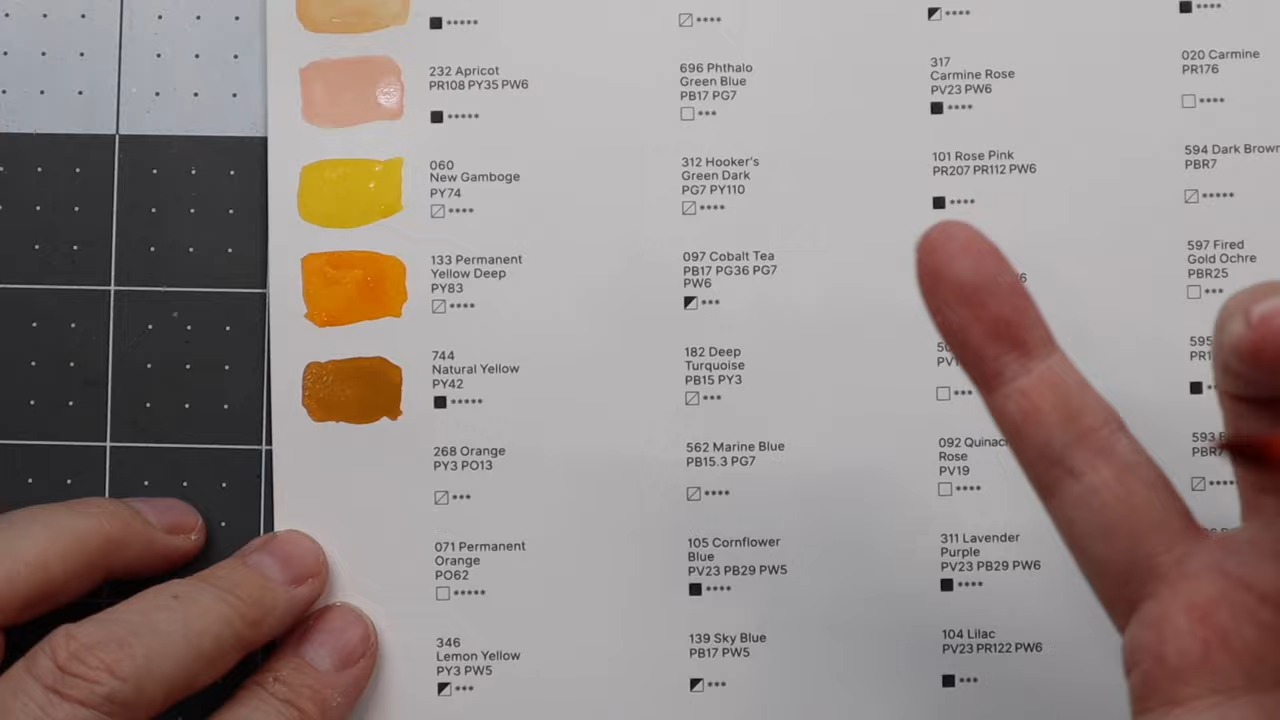 232 Apricot
PR108 PY35 PW6
060
New Gamboge
PY74
133 Permanent
Yellow Deep
PY83
744
Natural Yellow
PY42
268 Orange
PY3 PO13
071 Permanent
Orange
PO62
346
Lemon Yellow
PY3 PW5
696 Phthalo
Green Blue
PB17 PG7
312 Hooker's
Green Dark
PG7 PY110
097 Cobalt Tea
PB17 PG36 PG7
PW6
182 Deep
Turquoise
PB15 PY3
562 Marine Blue
PB15.3 PG7
105 Cornflower
Blue
PV23 PB29 PW5
139 Sky Blue
PB17 PW5
317
Carmine Rose
PV23 PW6
101 Rose Pink
PR207 PR112 PW6
092
Rose
PV19
311 Lavender
Purple
PV23 PB29 PW6
104 Lilac
PV23 PR122 PW6
020 Carmine
PR176
594 Dark Brown
PBR7
597 Fired
Gold Ochre
PBR25
595
593
PBR7